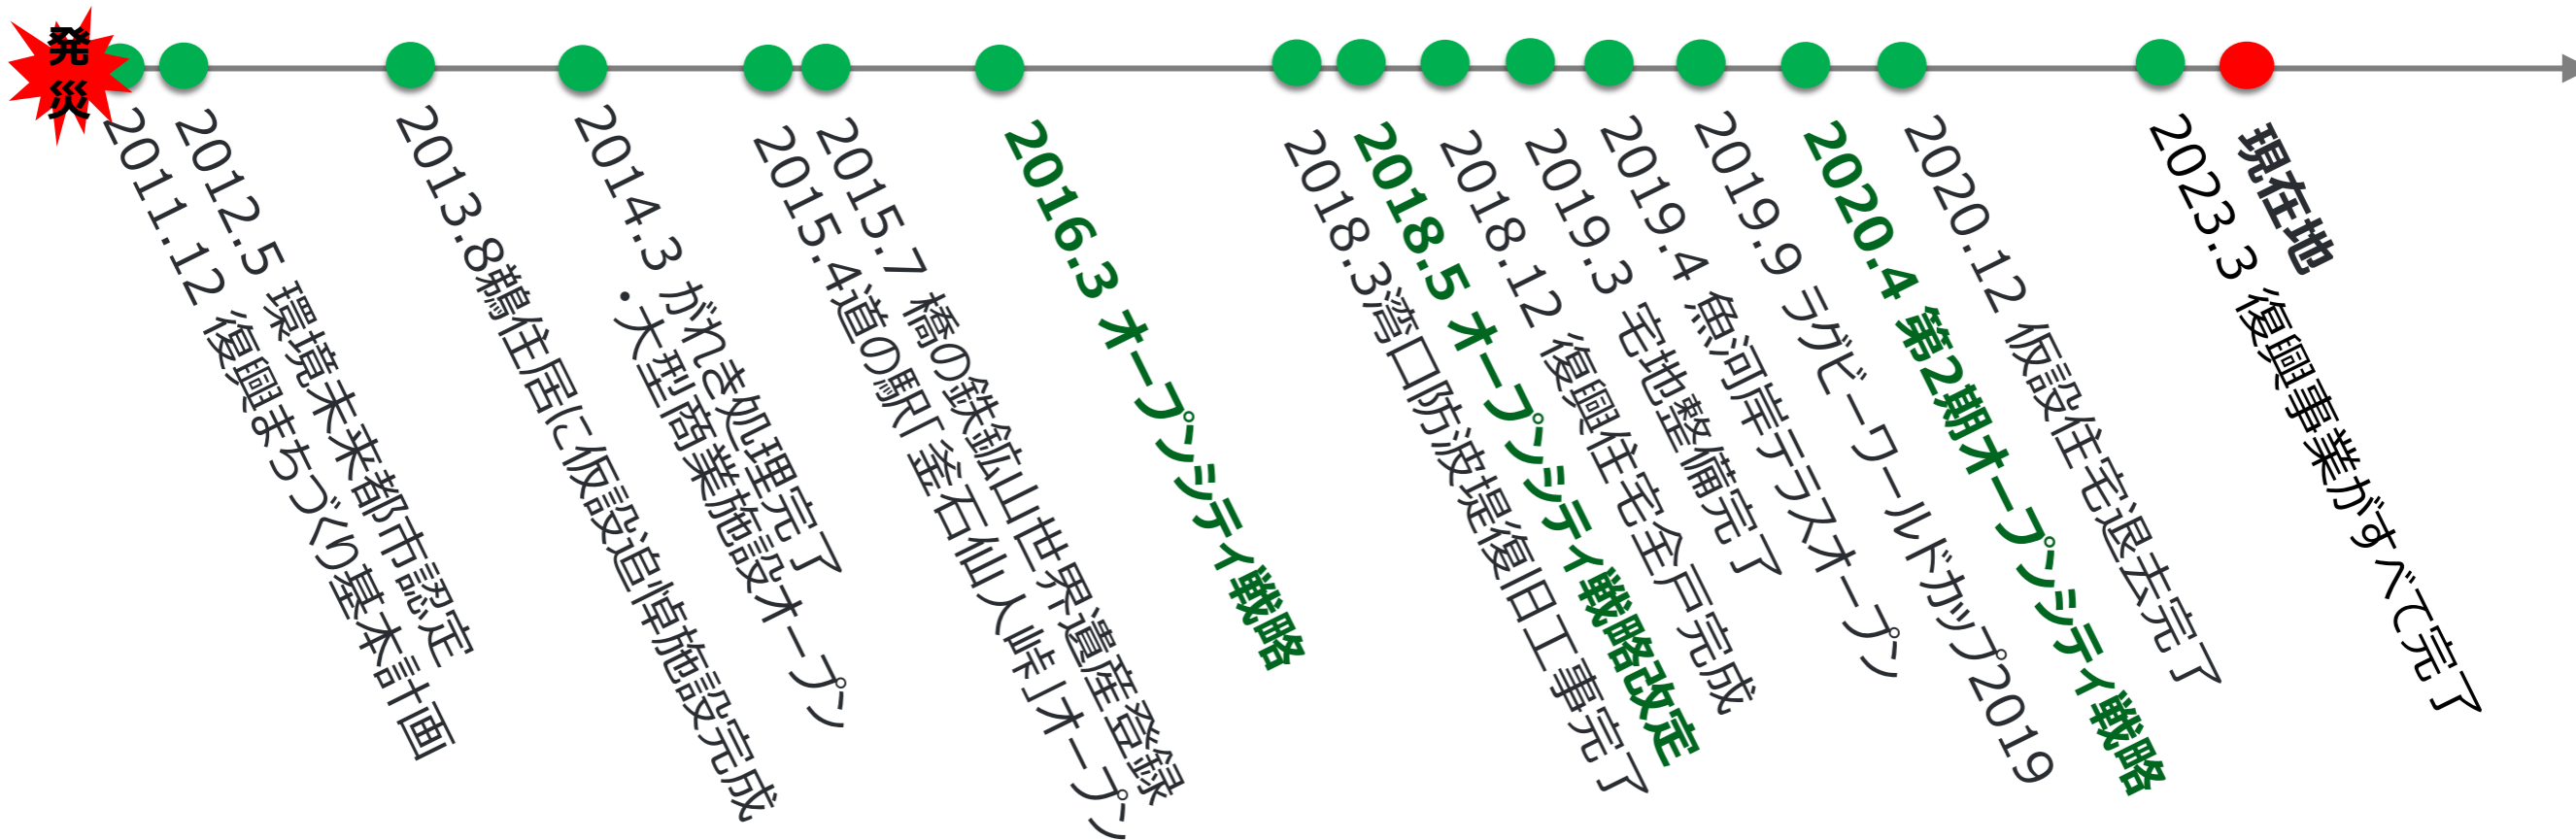 発
災
2011.12 復興まちづくり基本計画
2012.5 環境未来都市認定
2013.8鵜住居に仮設追悼施設完成
2014.3 がれき処理完了
・大型商業施設オープン
2015.4道の駅「釜石仙人峠」オープン
2015.7 橋の鉄鉱山世界遺産登録
2016.3 オープンシティ戦略
2018.3湾口防波堤復旧工事完了
2018.5 オープンシティ戦略改定
2018.12 復興住宅全戸完成
2019.3 宅地整備完了
2019.4 魚河岸テラスオープン
2019.9 ラグビーワールドカップ2019
2020.4 第2期オープンシティ戦略
2020.12 仮設住宅退去完了
2023.3 復興事業がすべて完了
現在地